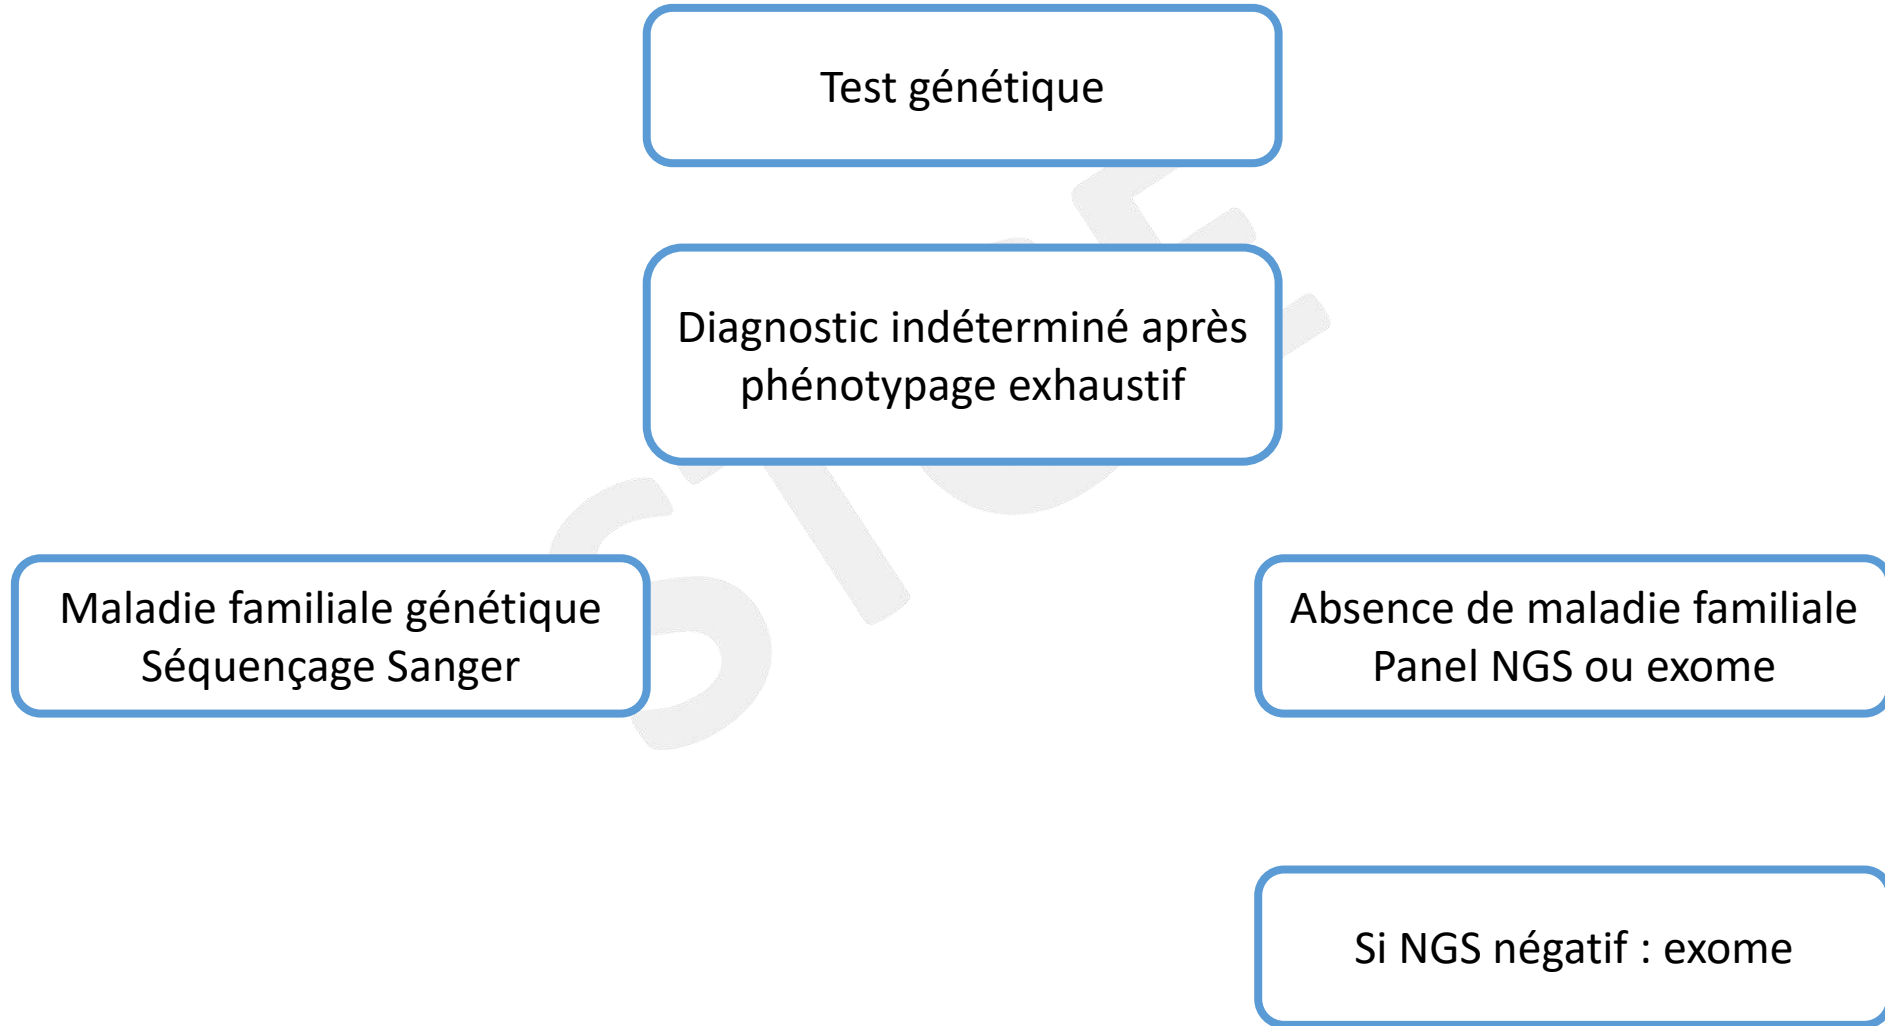 Test génétique
Diagnostic indéterminé après
phénotypage exhaustif
Maladie familiale génétique
Séquençage Sanger
Absence de maladie familiale
Panel NGS ou exome
Si NGS négatif : exome